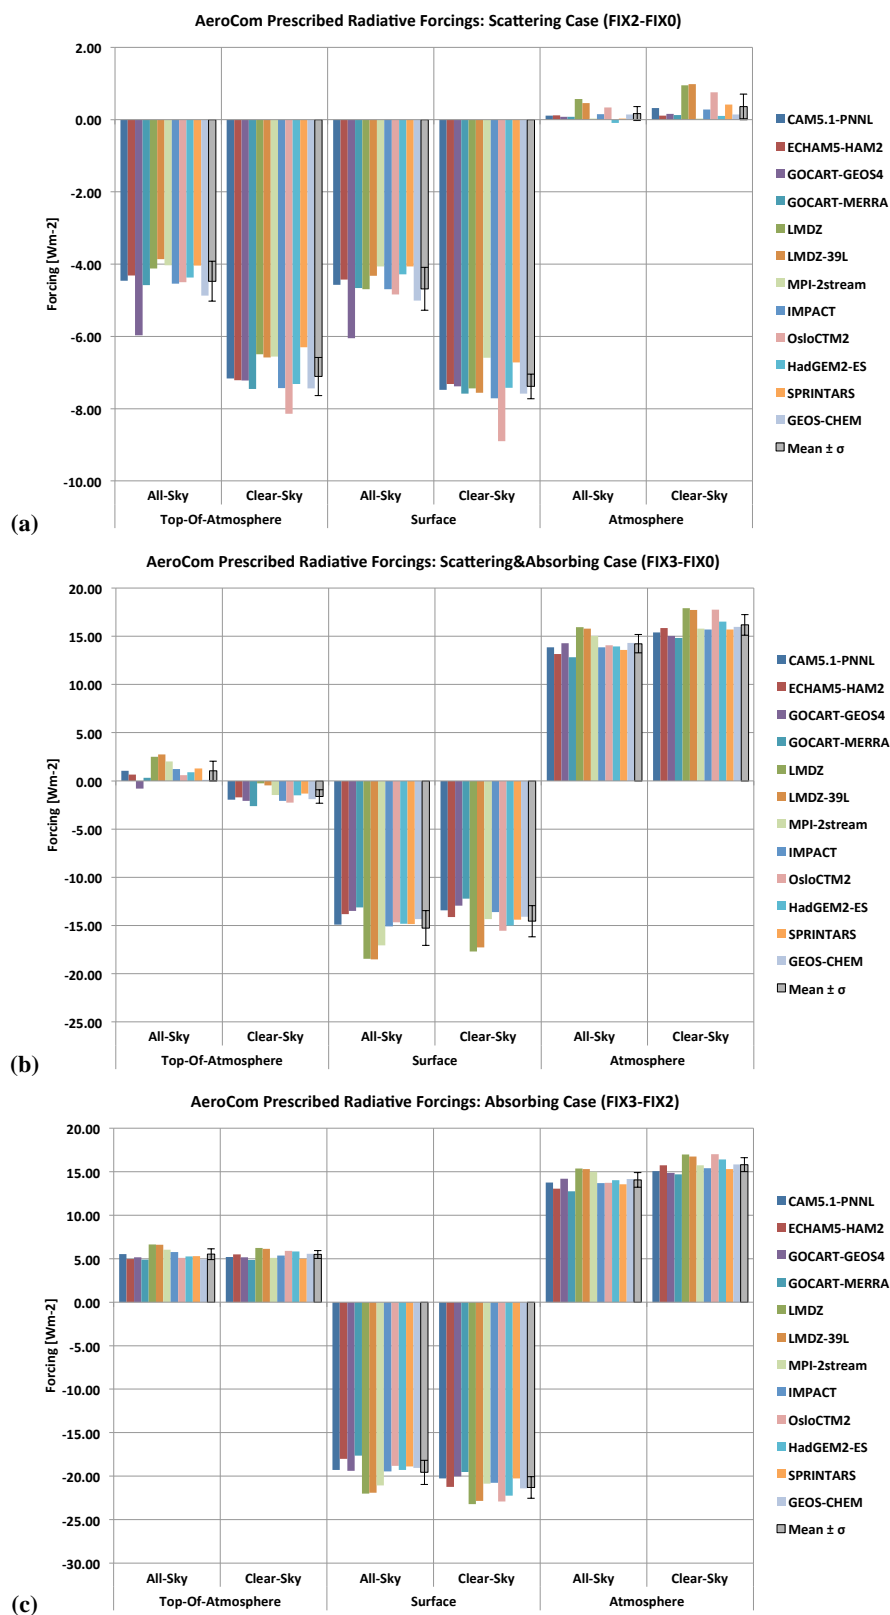 AeroCom Prescribed Radiative Forcings: Scattering Case (FIX2-FIX0)
2.00
0.00
-2.00
-4.00
-6.00
-8.00
-10.00
Forcing [Wm-2]
All-Sky Clear-Sky All-Sky Clear-Sky All-Sky Clear-Sky
Top-Of-Atmosphere Surface Atmosphere
CAM5.1-PNNL
ECHAM5-HAM2
GOCART-GEOS4
GOCART-MERRA
LMDZ
LMDZ-39L
MPI-2stream
IMPACT
OsloCTM2
HadGEM2-ES
SPRINTARS
GEOS-CHEM
Mean ± σ
(a)
AeroCom Prescribed Radiative Forcings: Scattering&Absorbing Case (FIX3-FIX0)
20.00
15.00
10.00
5.00
0.00
-5.00
-10.00
-15.00
-20.00
-25.00
Forcing [Wm-2]
All-Sky Clear-Sky All-Sky Clear-Sky All-Sky Clear-Sky
Top-Of-Atmosphere Surface Atmosphere
CAM5.1-PNNL
ECHAM5-HAM2
GOCART-GEOS4
GOCART-MERRA
LMDZ
LMDZ-39L
MPI-2stream
IMPACT
OsloCTM2
HadGEM2-ES
SPRINTARS
GEOS-CHEM
Mean ± σ
(b)
AeroCom Prescribed Radiative Forcings: Absorbing Case (FIX3-FIX2)
20.00
15.00
10.00
5.00
0.00
-5.00
-10.00
-15.00
-20.00
-25.00
-30.00
Forcing [Wm-2]
All-Sky Clear-Sky All-Sky Clear-Sky All-Sky Clear-Sky
Top-Of-Atmosphere Surface Atmosphere
CAM5.1-PNNL
ECHAM5-HAM2
GOCART-GEOS4
GOCART-MERRA
LMDZ
LMDZ-39L
MPI-2stream
IMPACT
OsloCTM2
HadGEM2-ES
SPRINTARS
GEOS-CHEM
Mean ± σ
(c)